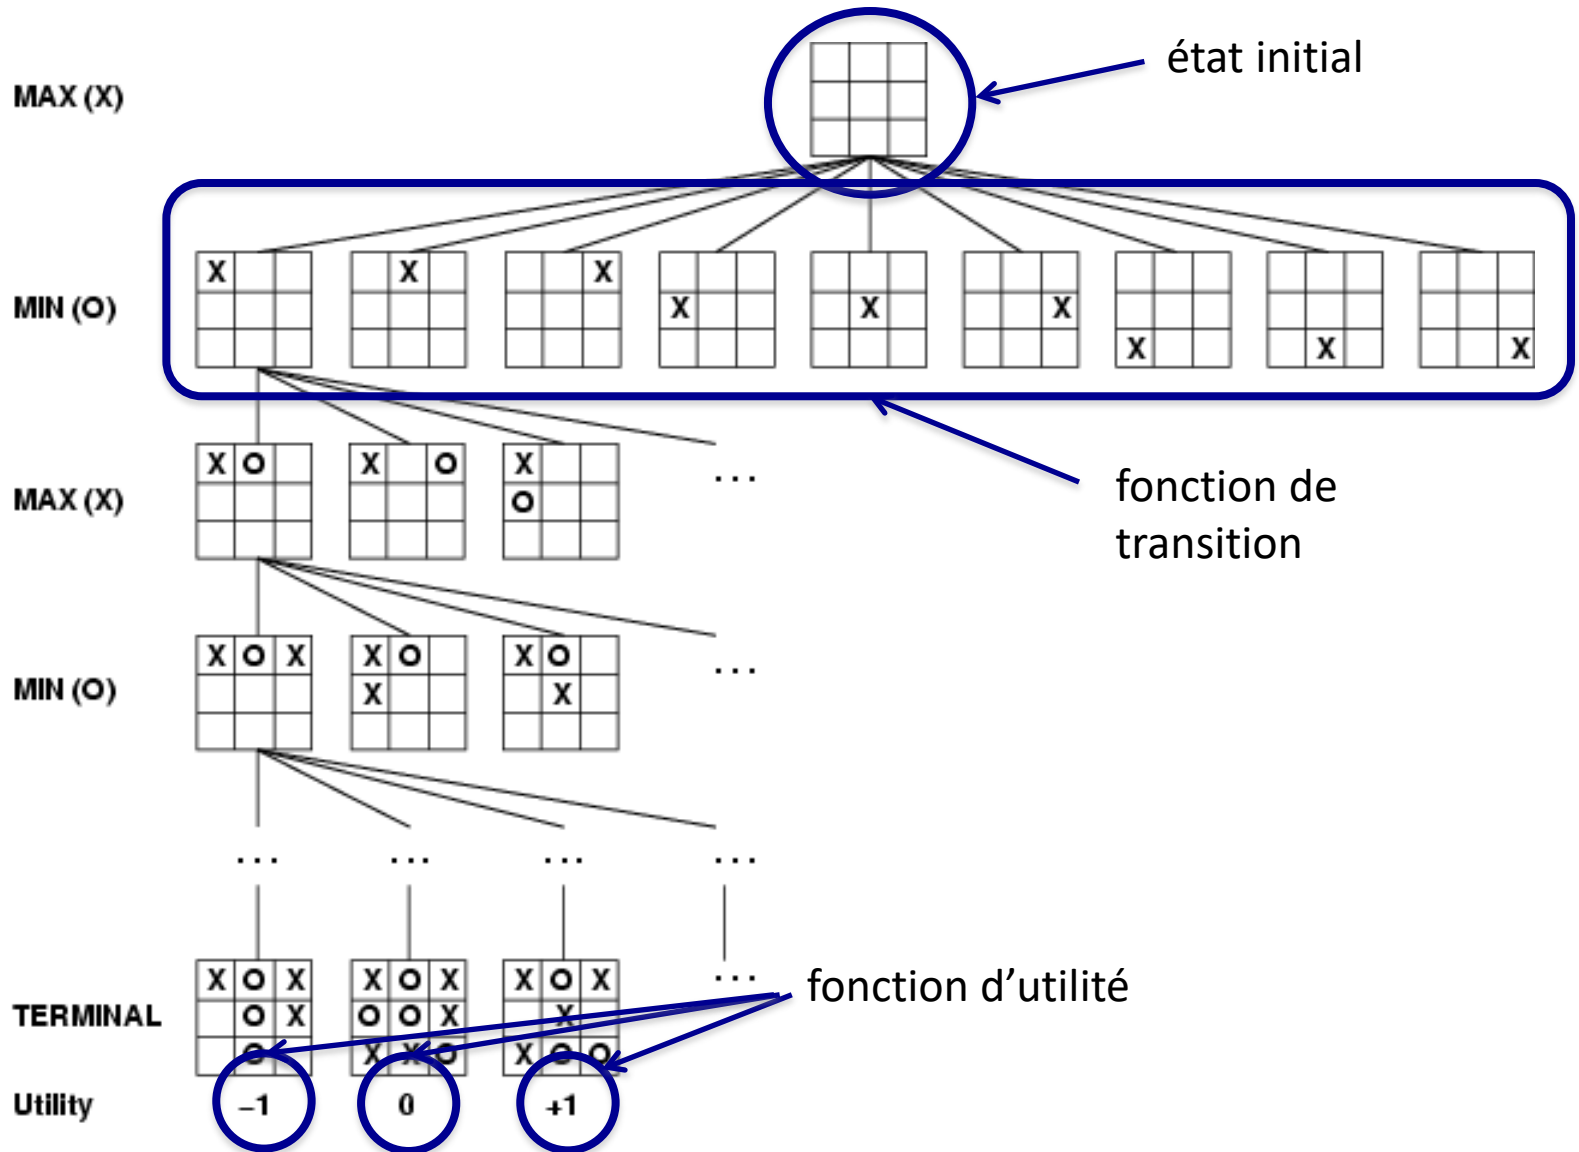 état initial
MAX (X)
X X X
MIN (O) X X X
X X X
fonction de
transition
X O X O X ...
MAX (X) O
X O X X O X O ...
MIN (O) X X
... ... ... ...
X O X X O X X O X ...
fonction d’utilité
TERMINAL O X O O X X
O X X O X O O
Utility −1 0 +1